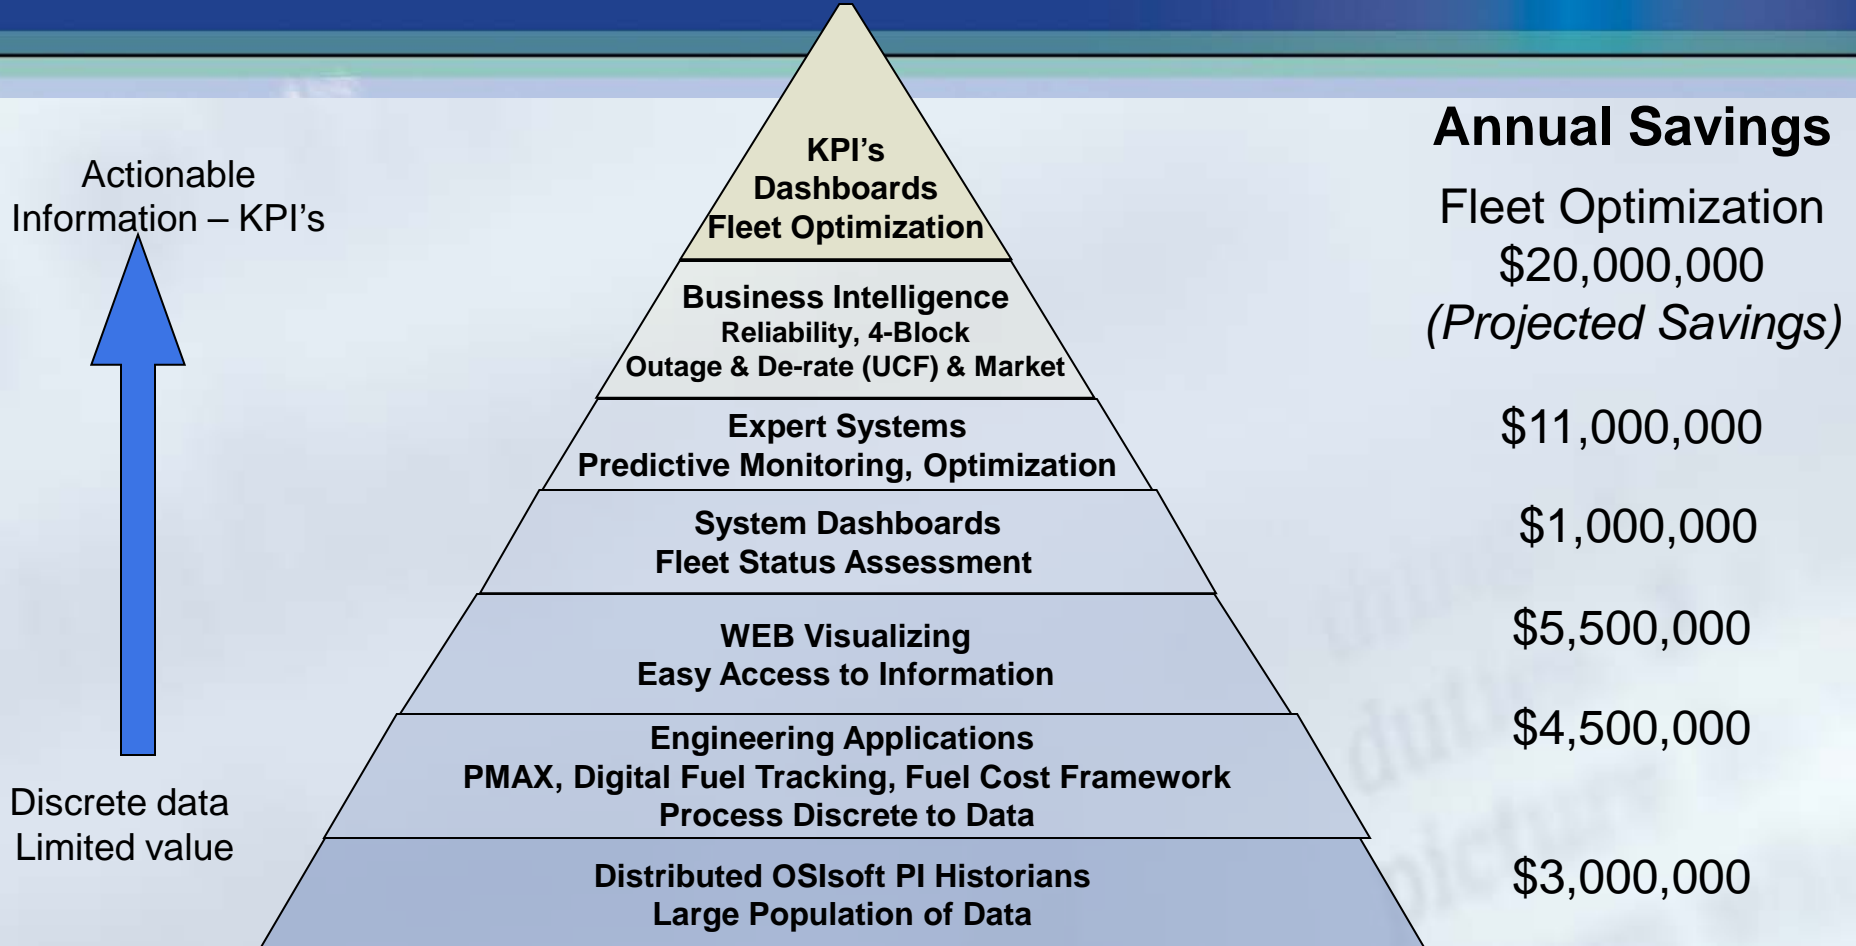 Annual Savings
Actionable
Information – KPI's
KPI's
Dashboards
Fleet Optimization
Fleet Optimization
$20,000,000
(Projected Savings)
Business Intelligence
Reliability, 4-Block
Outage & De-rate (UCF) & Market
Expert Systems
Predictive Monitoring, Optimization
$11,000,000
System Dashboards
Fleet Status Assessment
$1,000,000
WEB Visualizing
Easy Access to Information
$5,500,000
Engineering Applications
PMAX, Digital Fuel Tracking, Fuel Cost Framework
Process Discrete to Data
$4,500,000
Discrete data
Limited value
Distributed OSIsoft PI Historians
Large Population of Data
$3,000,000